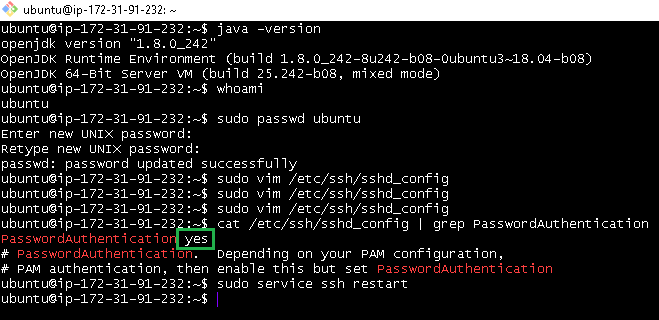 ubuntu@ip-172-31-91-232: ~
ubuntu@ip-172-31-91-232:~$ java -version
openjdk version "1.8.0_242"
OpenJDK Runtime Environment (build 1.8.0_242-8u242-b08-0ubuntu3~18.04-b08)
OpenJDK 64-Bit Server VM (build 25.242-b08, mixed mode)
ubuntu@ip-172-31-91-232:~$ whoami
ubuntu
ubuntu@ip-172-31-91-232:~$ sudo passwd ubuntu
Enter new UNIX password:
Retype new UNIX password:
passwd: password updated successfully
ubuntu@ip-172-31-91-232:~$ sudo vim /etc/ssh/sshd_config
ubuntu@ip-172-31-91-232:~$ sudo vim /etc/ssh/sshd_config
ubuntu@ip-172-31-91-232:~$ sudo vim /etc/ssh/sshd_config
ubuntu@ip-172-31-91-232:~$ cat /etc/ssh/sshd_config | grep PasswordAuthentication
PasswordAuthentication yes
# PasswordAuthentication.  Depending on your PAM configuration,
# PAM authentication, then enable this but set PasswordAuthentication
ubuntu@ip-172-31-91-232:~$ sudo service ssh restart
ubuntu@ip-172-31-91-232:~$